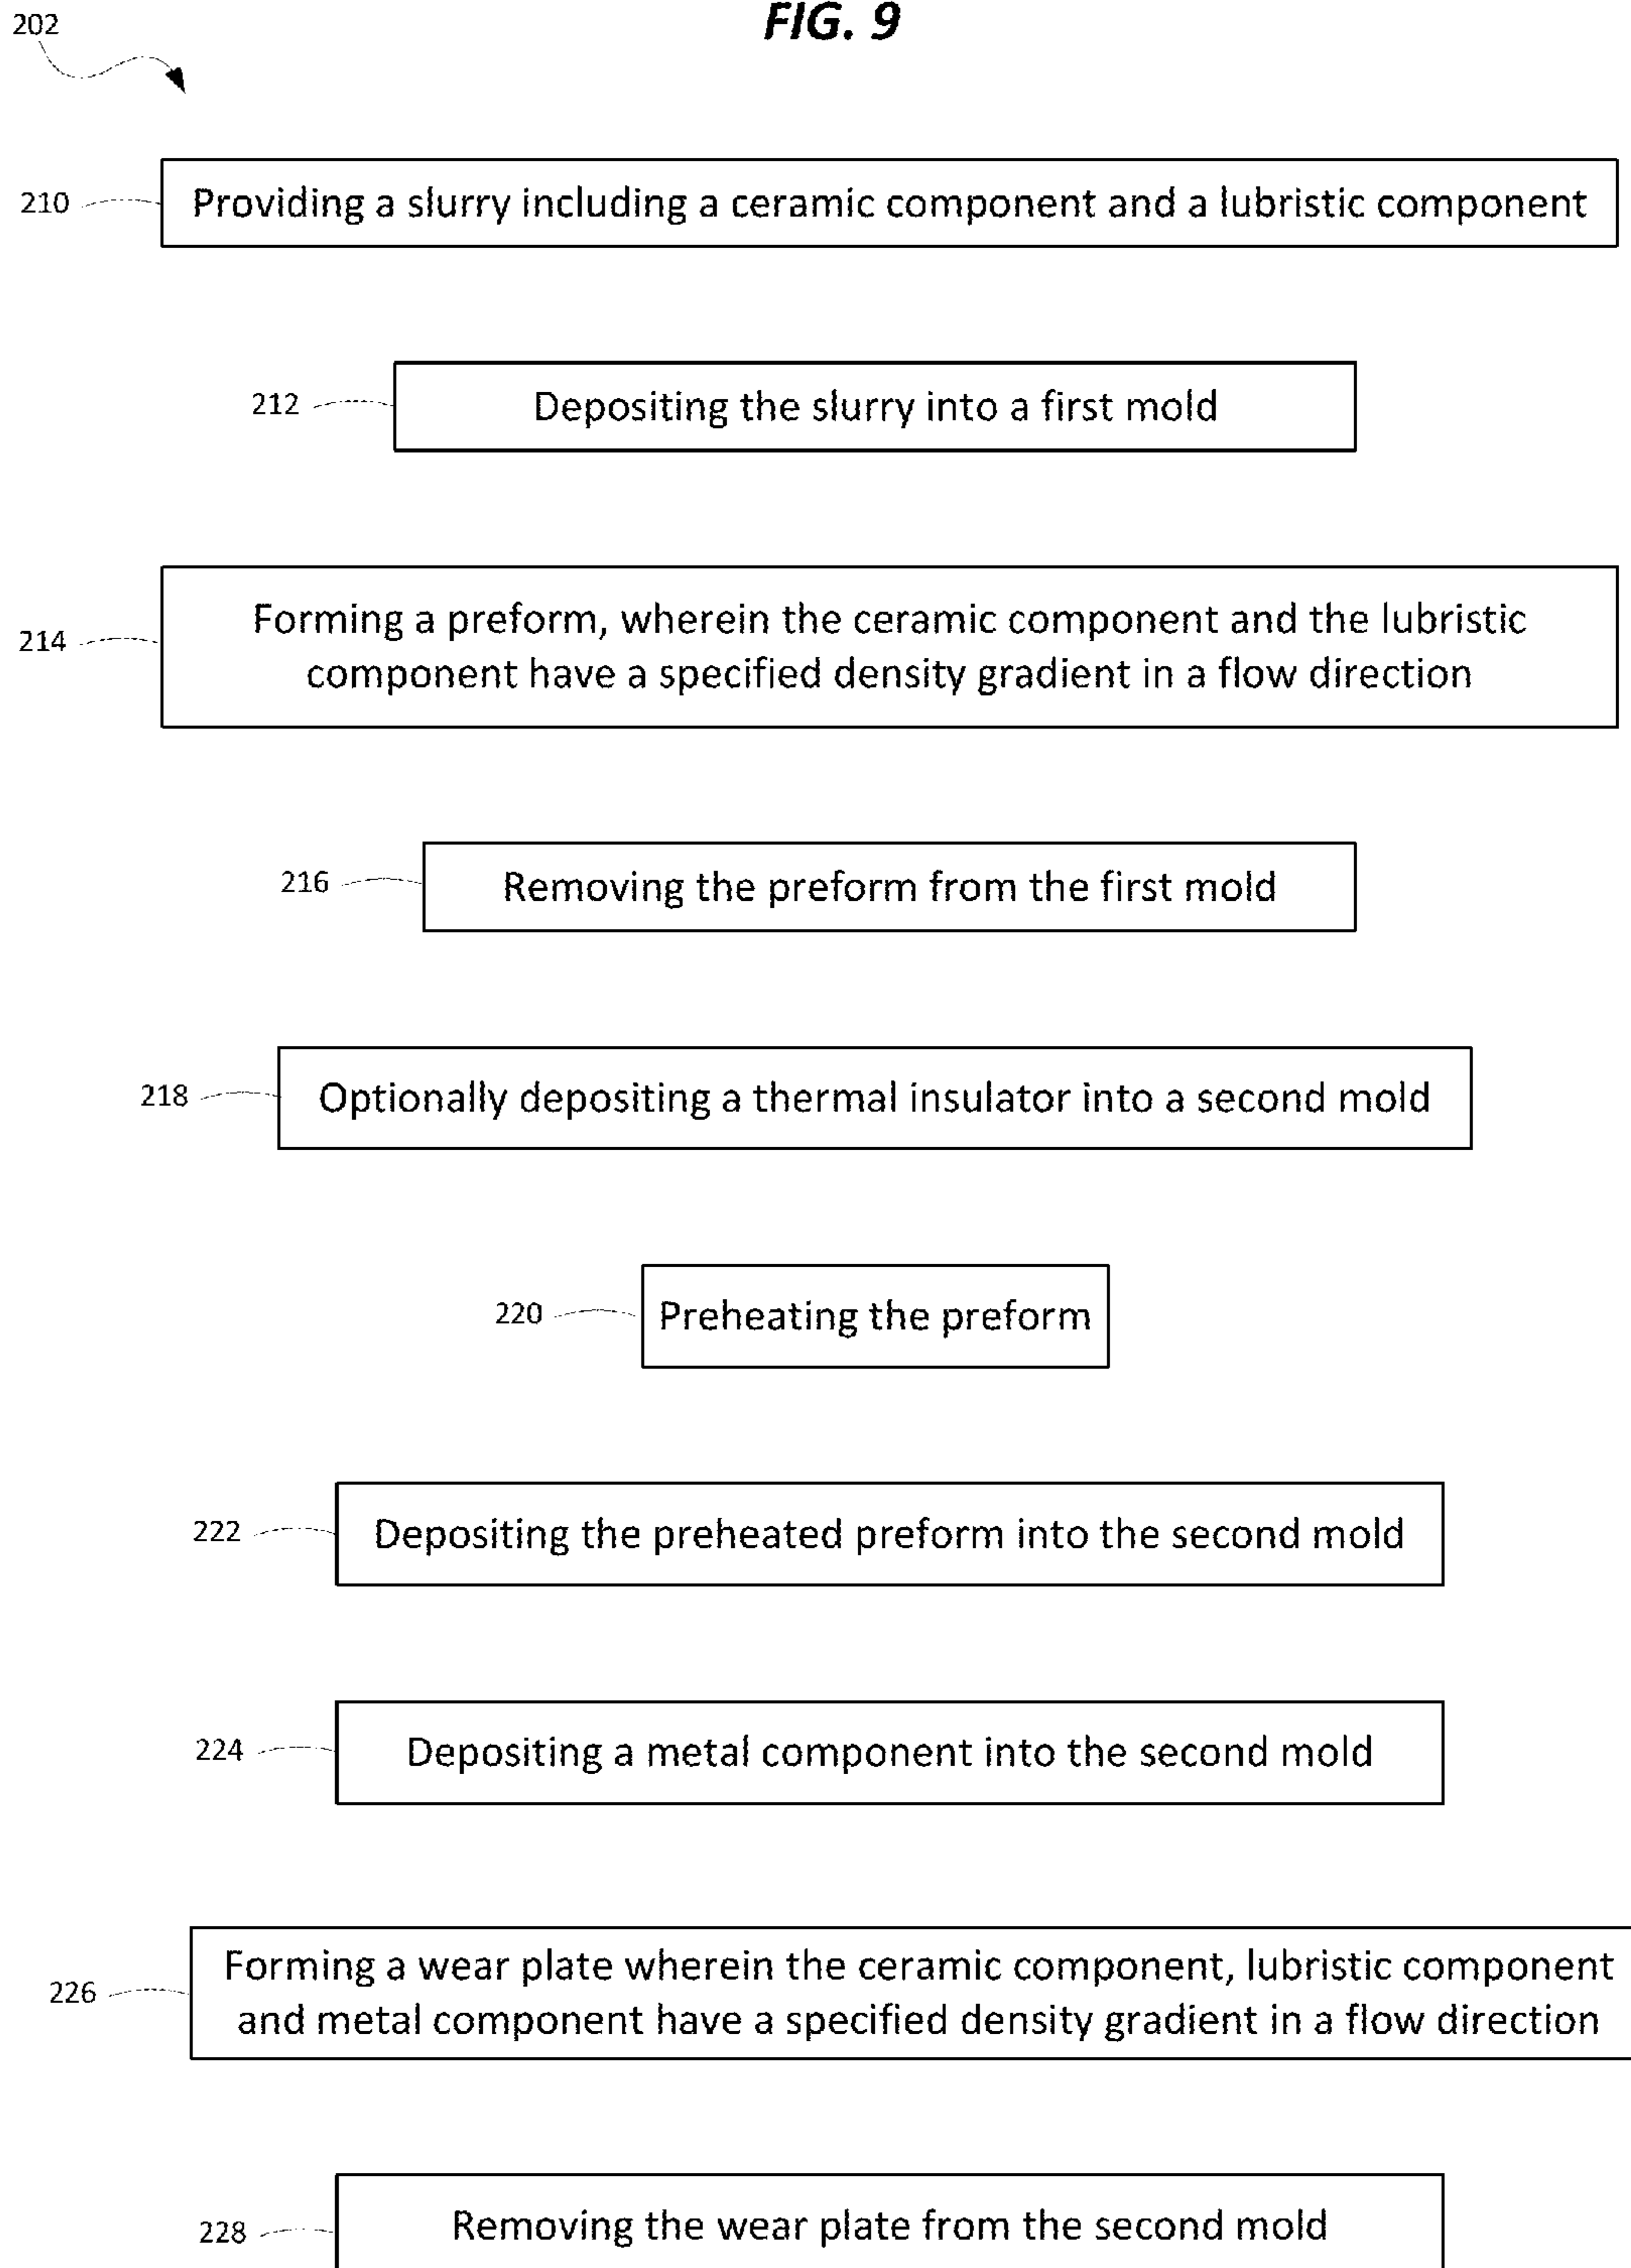 FIG. 9
202
210 Providing a slurry including a ceramic component and a lubristic component
212 Depositing the slurry into a first mold
Forming a preform, wherein the ceramic component and the lubristic
214 component have a specified density gradient in a flow direction
216 Removing the preform from the first mold
218 Optionally depositing a thermal insulator into a second mold
220 Preheating the preform
222 Depositing the preheated preform into the second mold
224 Depositing a metal component into the second mold
Forming a wear plate wherein the ceramic component, lubristic component
226 and metal component have a specified density gradient in a flow direction
228 Removing the wear plate from the second mold